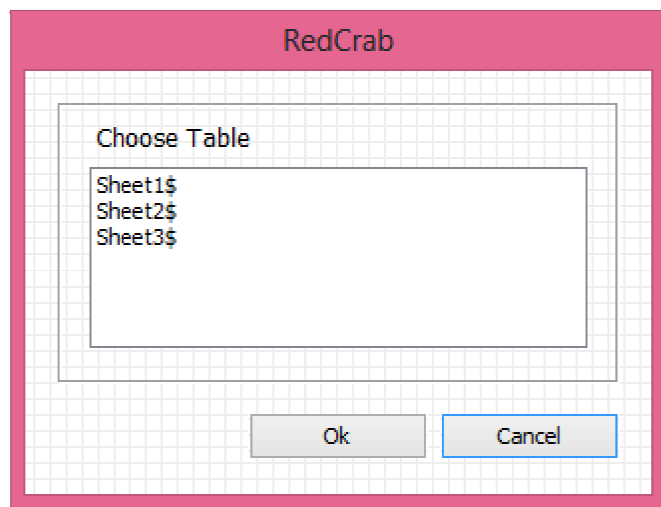 RedCrab
Choose Table
Sheet1$
Sheet2$
Sheet3$
Ok
Cancel